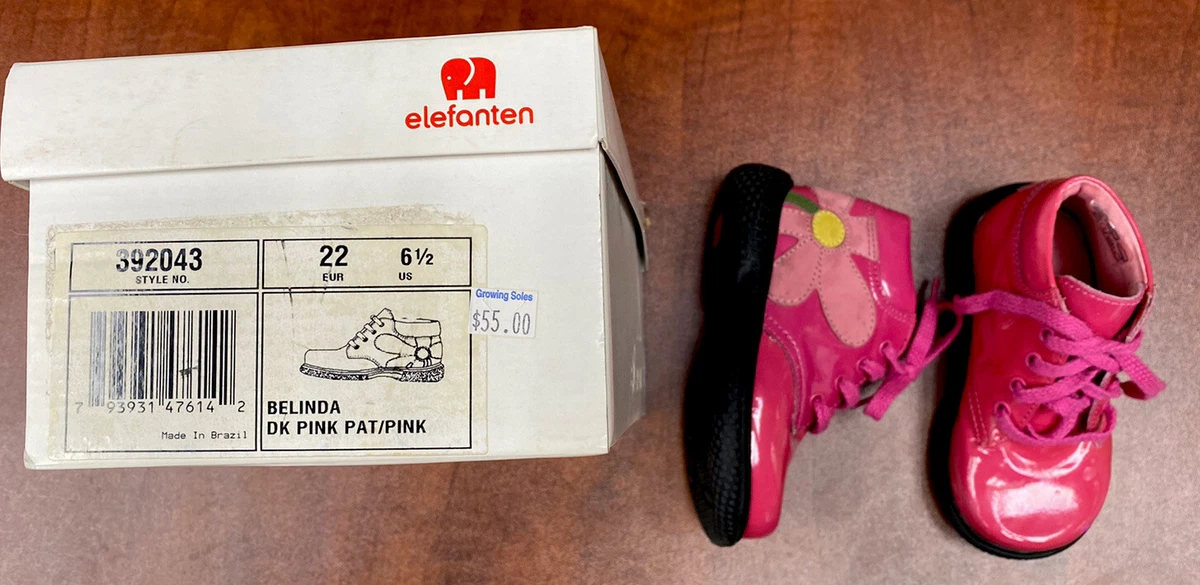 elefanten
392043
STYLE NO.
22
EUR
6½
US
Growing Soles
$55.00
7 93931 47614 2
Made In Brazil
BELINDA
DK PINK PAT/PINK